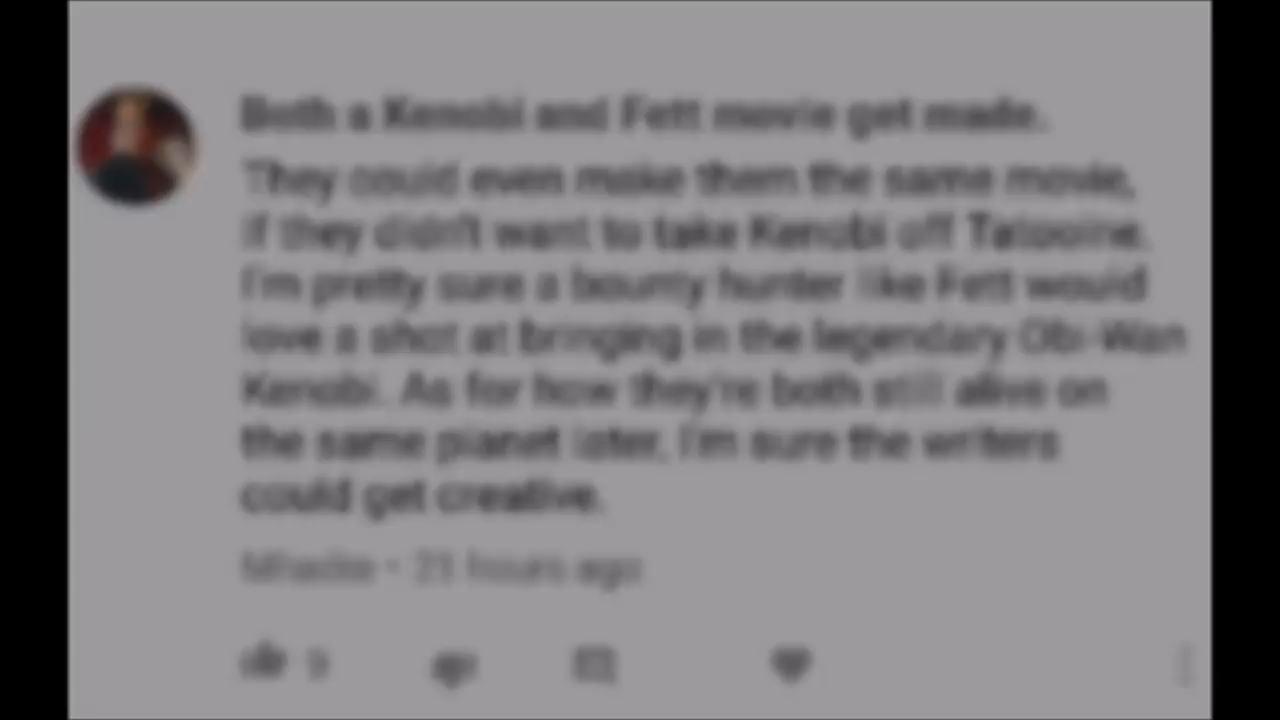 Both a Kenobi and Fett movie get made.
They could even make them the same movie,
if they didn't want to take Kenobi off Tatooine.
I'm pretty sure a bounty hunter like Fett would
love a shot at bringing in the legendary Obi-Wan
Kenobi. As for how they're both still alive on
the same planet later, I'm sure the writers
could get creative.
• 21 hours ago